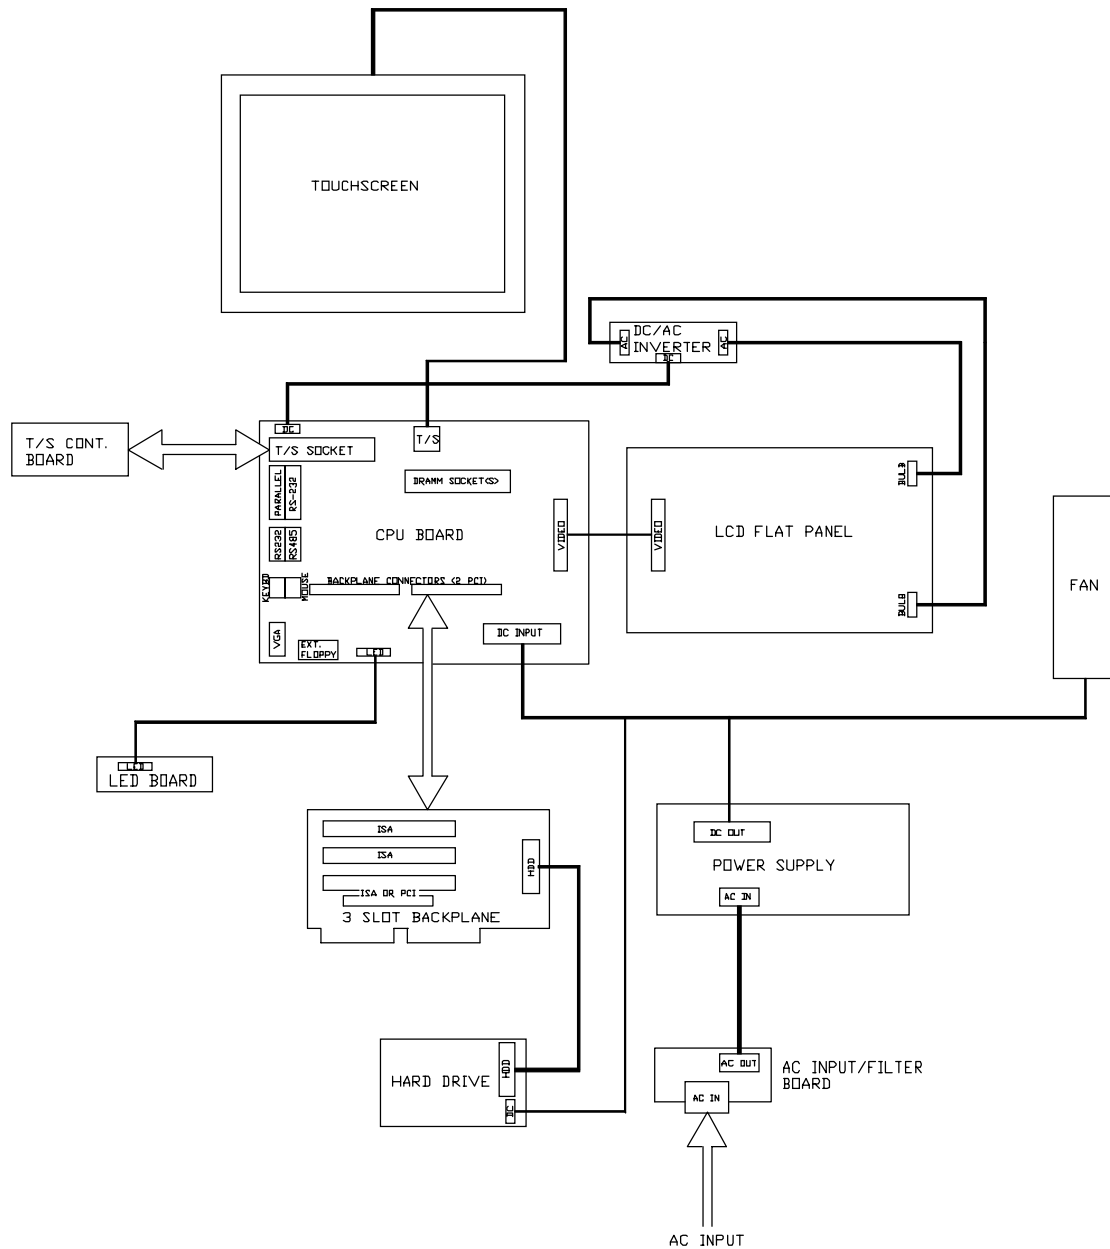 TOUCHSCREEN
DC/AC
INVERTER
AC
AC
DC
T/S CONT.
BOARD
DC
T/S SOCKET
T/S
PARALLEL
RS-232
DRAMM SOCKET<S>
RS232
RS485
CPU BOARD
VIDEO
VIDEO
LCD FLAT PANEL
BULB
BULB
FAN
KEYBD
MOUSE
BACKPLANE CONNECTORS <2 PCI>
VGA
EXT.
FLOPPY
LED
DC INPUT
LED
LED BOARD
ISA
ISA
ISA OR PCI
HDD
3 SLOT BACKPLANE
DC OUT
POWER SUPPLY
AC IN
HARD DRIVE
HDD
DC
AC OUT
AC IN
AC INPUT/FILTER
BOARD
AC INPUT